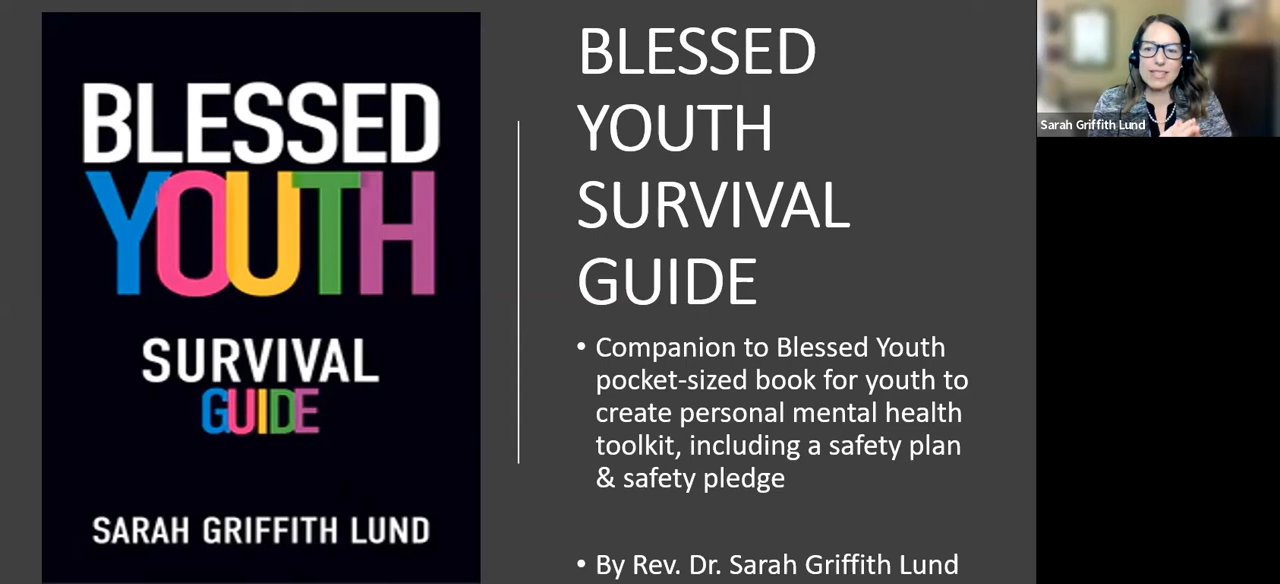 BLESSED
YOUTH
SURVIVAL
GUIDE
SARAH GRIFFITH LUND
BLESSED
YOUTH
SURVIVAL
GUIDE
• Companion to Blessed Youth
pocket-sized book for youth to
create personal mental health
toolkit, including a safety plan
& safety pledge
• By Rev. Dr. Sarah Griffith Lund
Sarah Griffith Lund